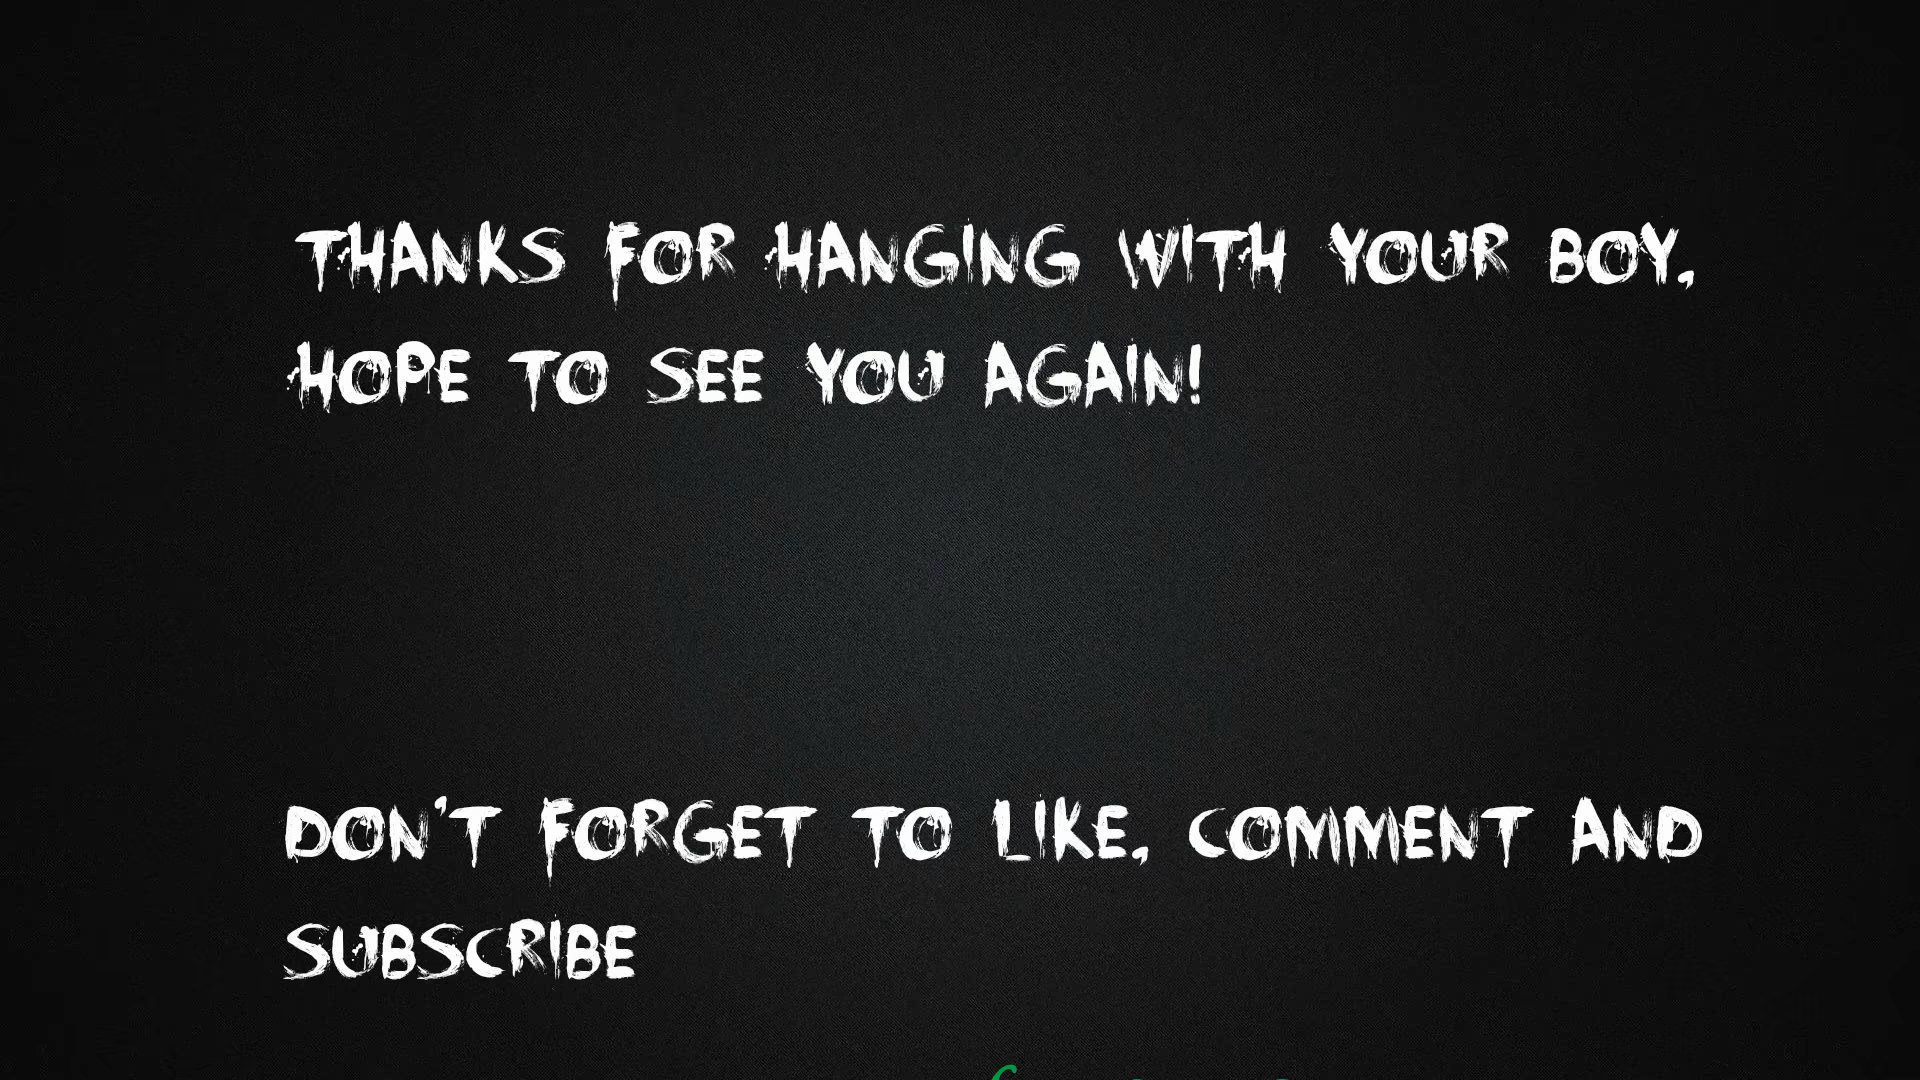 THANKS FOR HANGING WITH YOUR BOY,
HOPE TO SEE YOU AGAIN!
DON'T FORGET TO LIKE, COMMENT AND
SUBSCRIBE